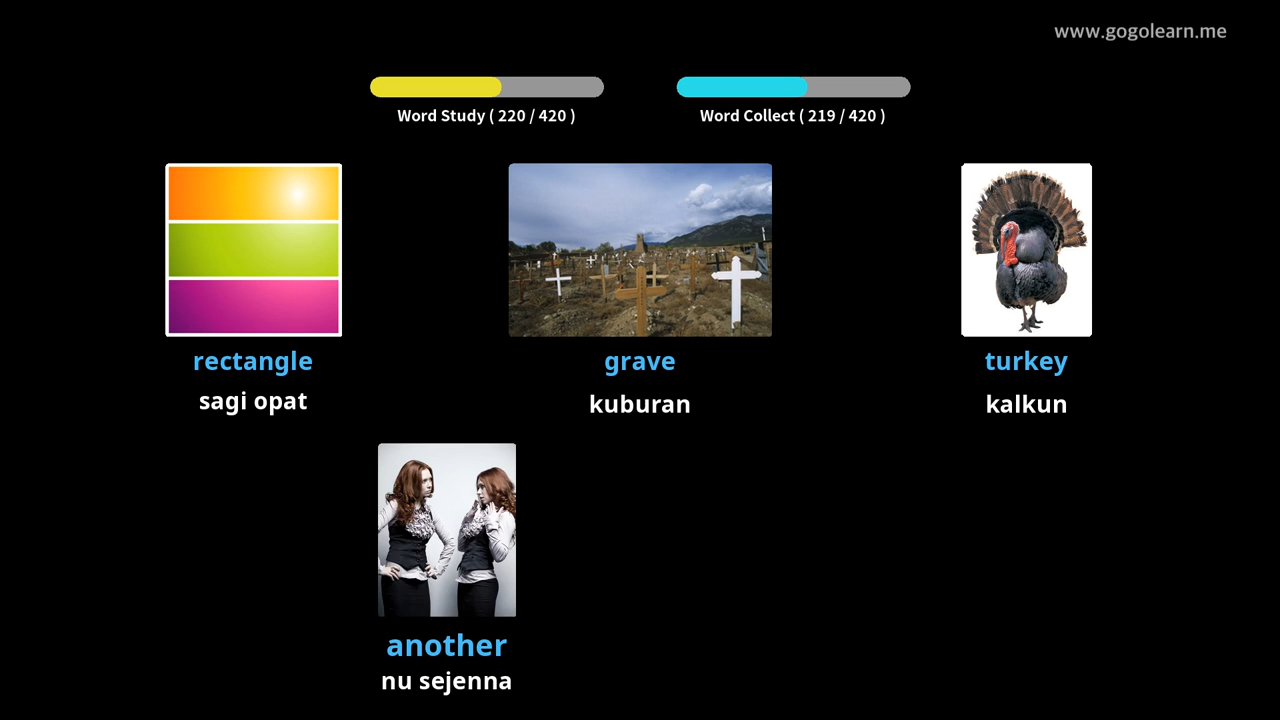 www.gogolearn.me
Word Study ( 220 / 420 )
Word Collect ( 219 / 420 )
rectangle
sagi opat
grave
kuburan
turkey
kalkun
another
nu sejenna